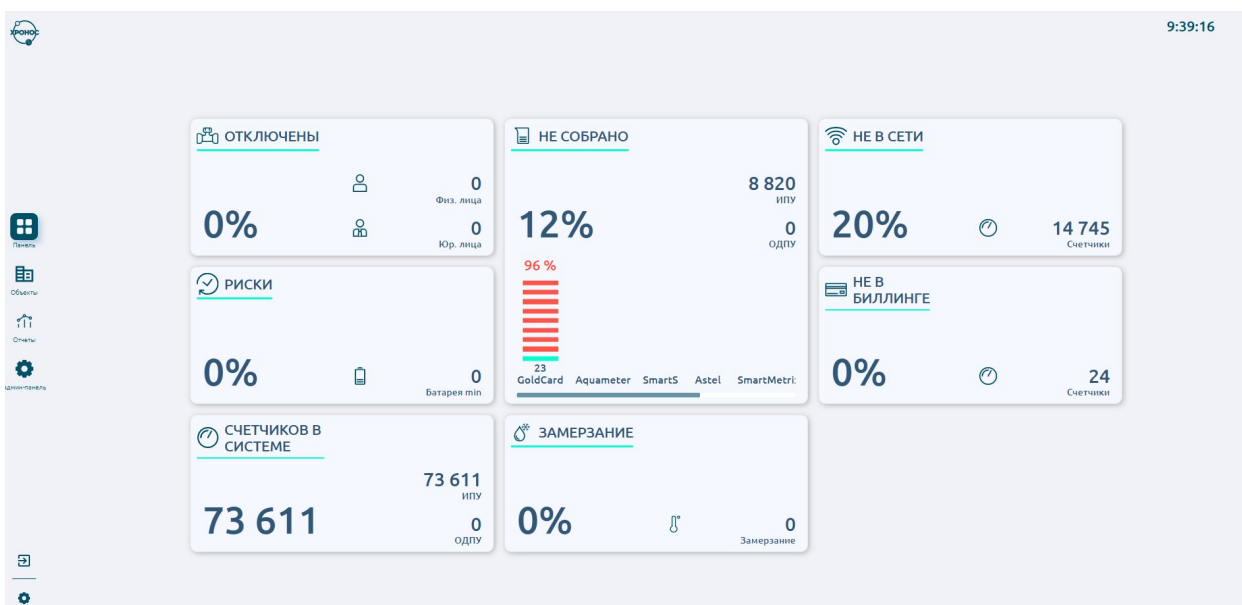 ХРОНОС
9:39:16
ОТКЛЮЧЕНЫ
0%
0
Физ. лица
0
Юр. лица
НЕ СОБРАНО
12%
8 820
ИПУ
0
ОДПУ
96 %
23
GoldCard Aquameter SmartS Astel SmartMetri
НЕ В СЕТИ
20%
14 745
Счетчики
РИСКИ
0%
0
Батарея min
НЕ В
БИЛЛИНГЕ
0%
24
Счетчики
СЧЕТЧИКОВ В
СИСТЕМЕ
73 611
73 611
ИПУ
0
ОДПУ
ЗАМЕРЗАНИЕ
0%
0
Замерзание
Панель
Объекты
Отчеты
дмин-панель